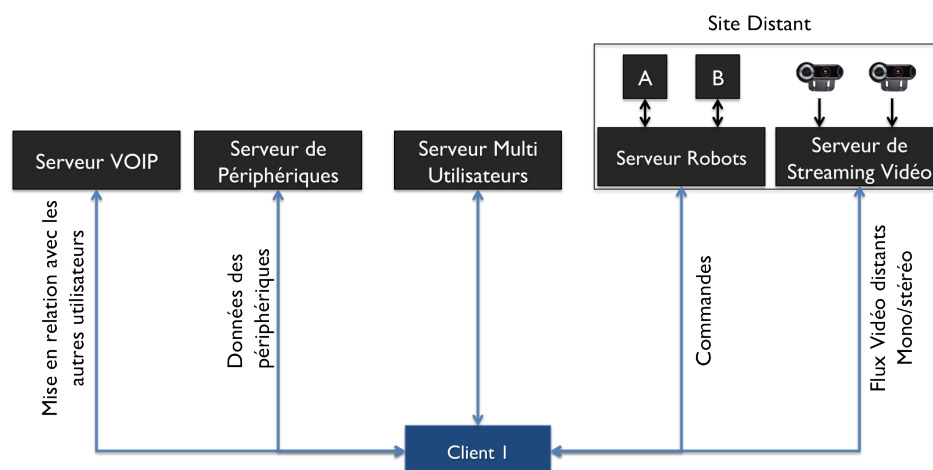 Site Distant
A
B
Serveur VOIP
Serveur de
Périphériques
Serveur Multi
Utilisateurs
Serveur Robots
Serveur de
Streaming Vidéo
Mise en relation avec les
autres utilisateurs
Données des
périphériques
Commandes
Flux Vidéo distants
Mono/stéréo
Client 1